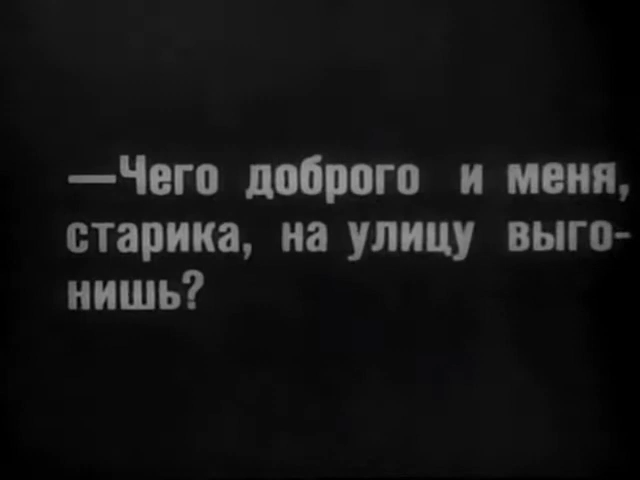 —Чего доброго и меня,
старика, на улицу выго-
нишь?